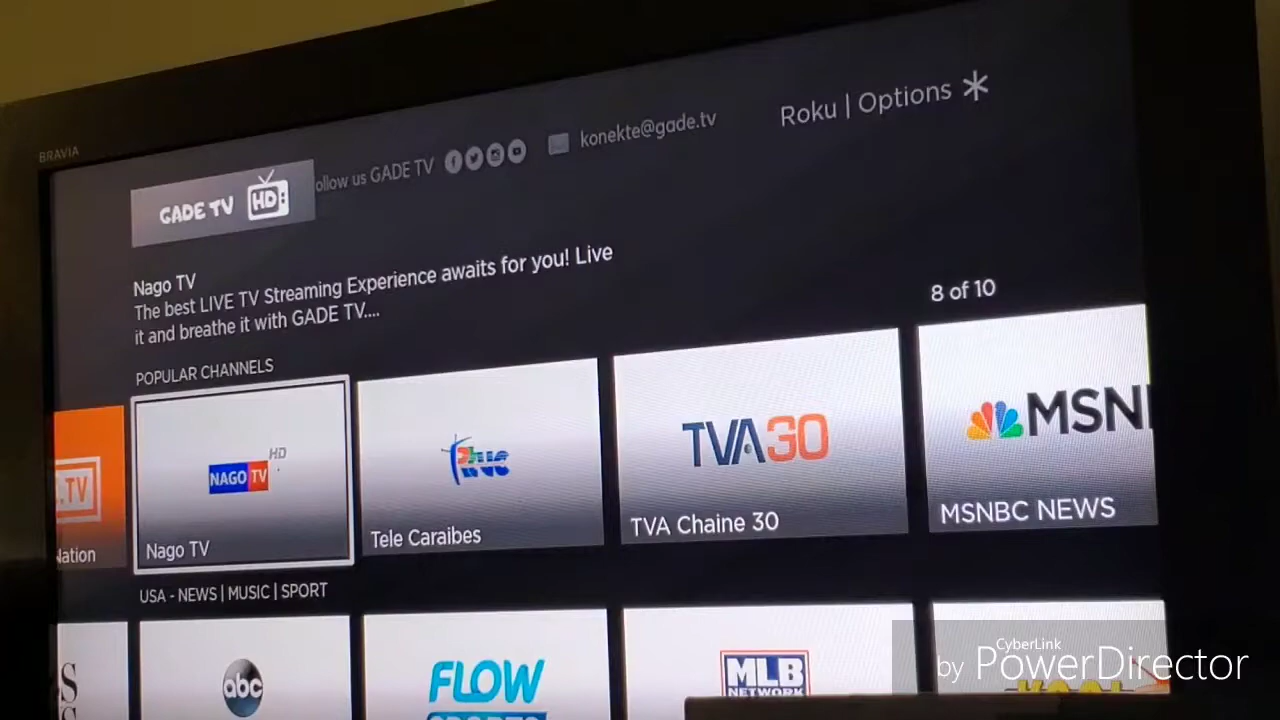 BRAVIA
Roku | Options *
ollow us GADE TV
konekte@gade.tv
GADE TV HD
Nago TV
The best LIVE TV Streaming Experience awaits for you! Live
it and breathe it with GADE TV....
8 of 10
POPULAR CHANNELS
.TV
Nation
NAGO TV HD
Nago TV
Tele Caraibes
TVA30
TVA Chaine 30
MSN
MSNBC NEWS
USA - NEWS | MUSIC | SPORT
S
abc
FLOW
SPORTS
MLB
NETWORK
CyberLink
by PowerDirector